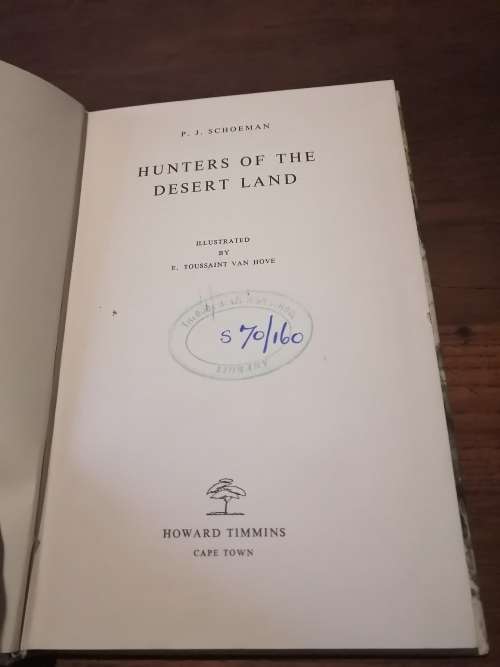 P. J. SCHOEMAN
HUNTERS OF THE
DESERT LAND
ILLUSTRATED
BY
E. TOUSSAINT VAN HOVE
S 70/160
HOWARD TIMMINS
CAPE TOWN